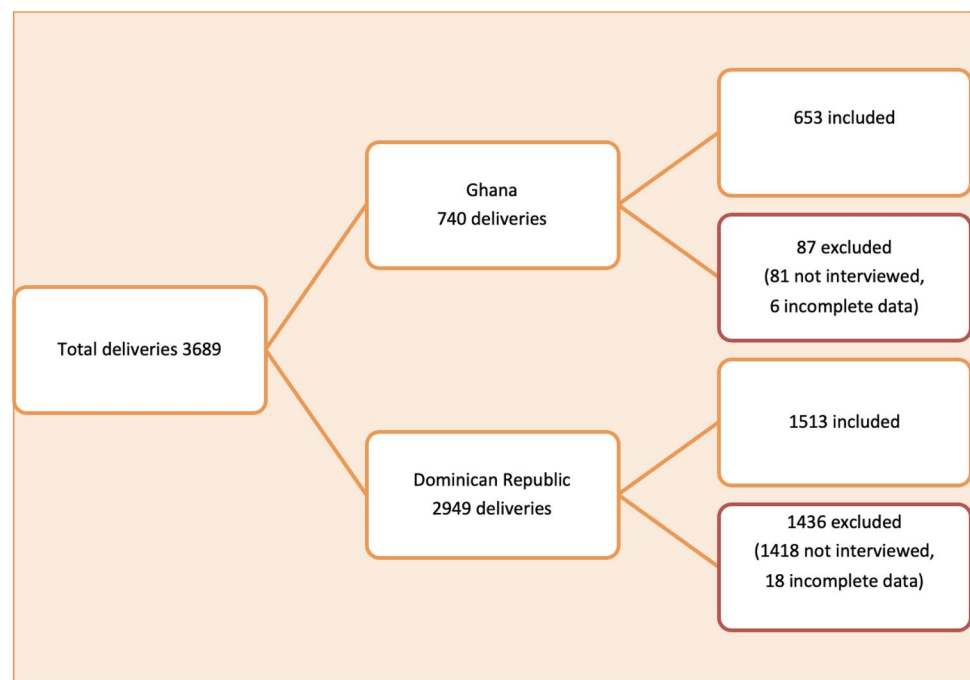 Total deliveries 3689
Ghana
740 deliveries
653 included
87 excluded
(81 not interviewed,
6 incomplete data)
Dominican Republic
2949 deliveries
1513 included
1436 excluded
(1418 not interviewed,
18 incomplete data)